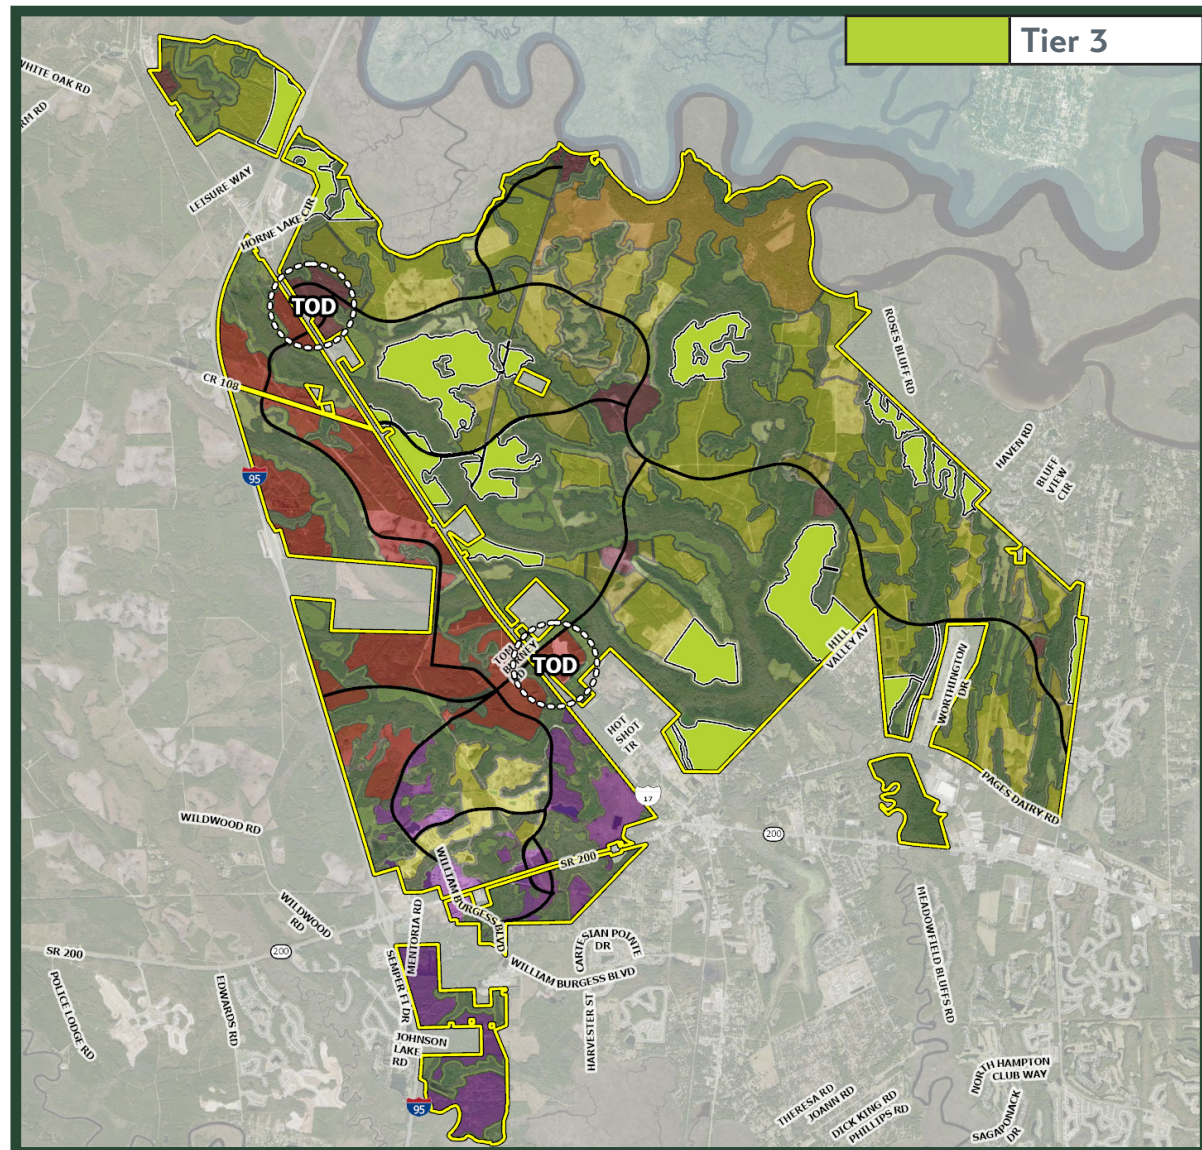 Tier 3
WHITE OAK RD
RM RD
LEISURE WAY
HORNE LAKE CIR
TOD
CR 108
ROSES BLUFF RD
HAVEN RD
BLUFF
VIEW
CIR
95
TOM
RD
TOD
HILL
VALLEY AV
WORTHINGTON
DR
HOT
SHOT
TR
17
PAGES DAIRY RD
200
WILDWOOD RD
SR 200
WILLIAM BURGESS BLVD
WILDWOOD
RD
MENTORIA RD
MEADOWFIELD BLUFFS RD
SR 200
200
CARTESIAN POINTE
DR
WILLIAM BURGESS BLVD
SEMPER FI DR
POLICE LODGE RD
EDWARDS RD
HARVESTER ST
JOHNSON
LAKE
RD
95
NORTH HAMPTON
CLUB WAY
THERESA RD
JOANN RD
DICK KING RD
PHILLIPS RD
SAGAPONACK
DR